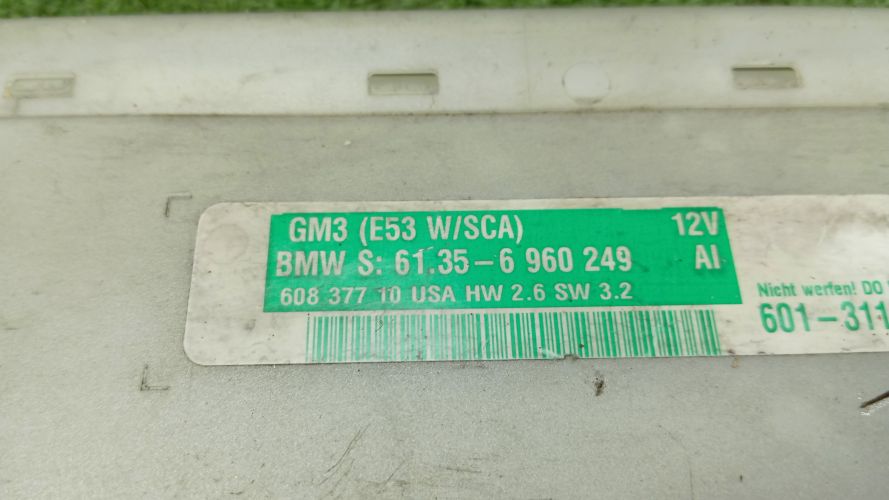 GM3 (E53 W/SCA) 12V
BMW S: 61.35-6 960 249 AI
608 377 10 USA HW 2.6 SW 3.2
Nicht werfen! DO
601-311